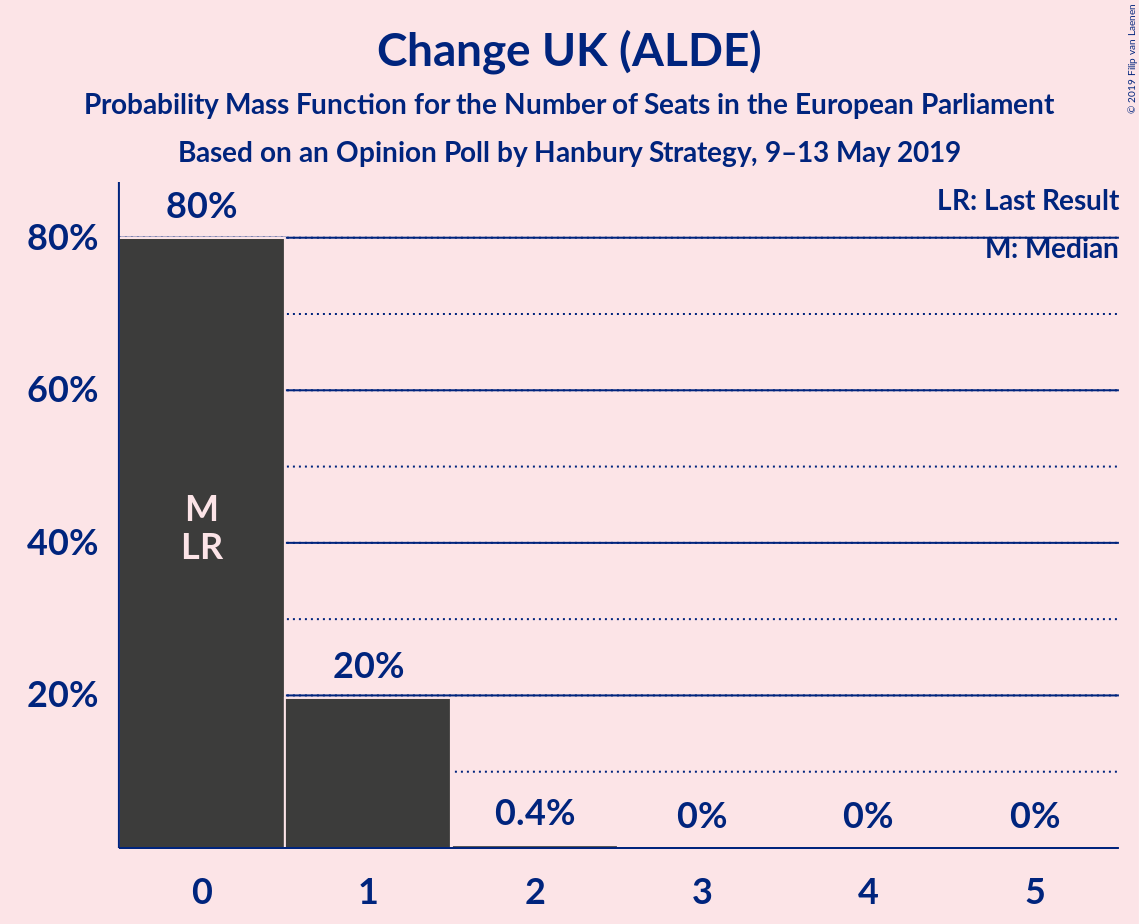 Change UK (ALDE)
Probability Mass Function for the Number of Seats in the European Parliament
Based on an Opinion Poll by Hanbury Strategy, 9–13 May 2019
© 2019 Filip van Laenen
LR: Last Result
M: Median
80%
60%
40%
20%
80%
M
LR
20%
0.4%
0%
0%
0%
0
1
2
3
4
5